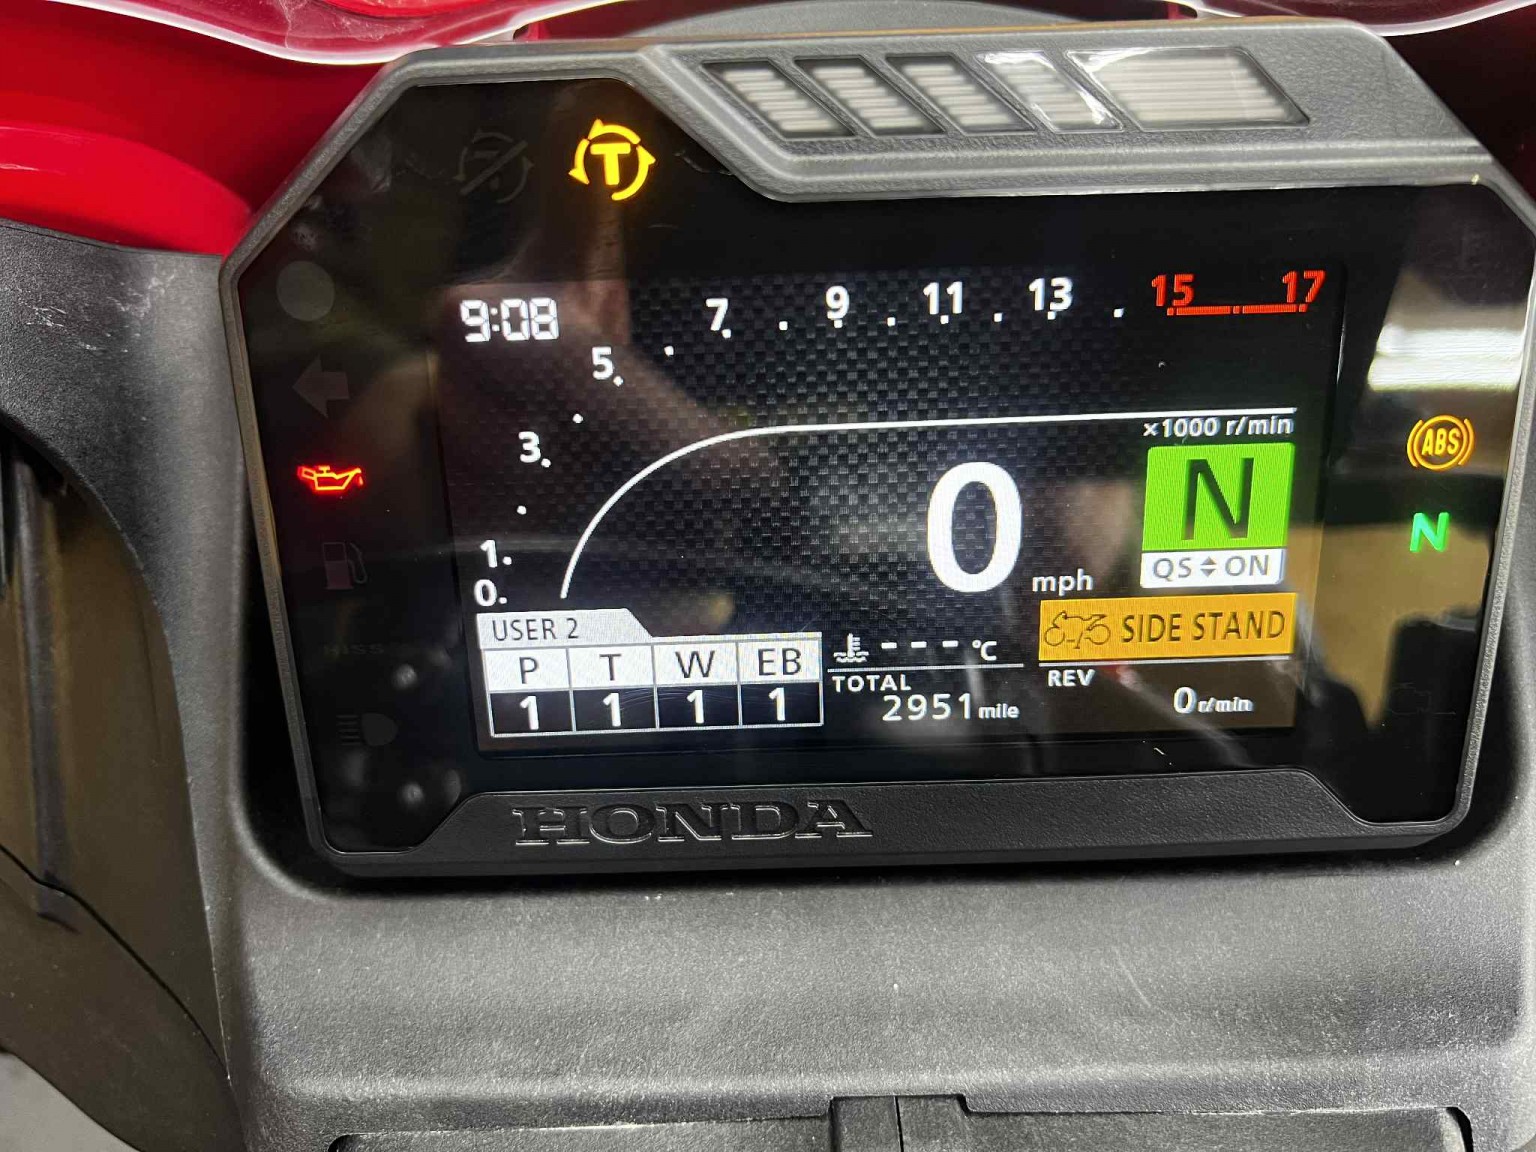 T
9:08
7 9 11 13 15 17
5
3
1
0
×1000 r/min
ABS
0 mph
N
N
QS ON
USER 2
SIDE STAND
P T W EB
--- °C
HISS
1 1 1 1
TOTAL
2951 mile
REV
0 r/min
HONDA